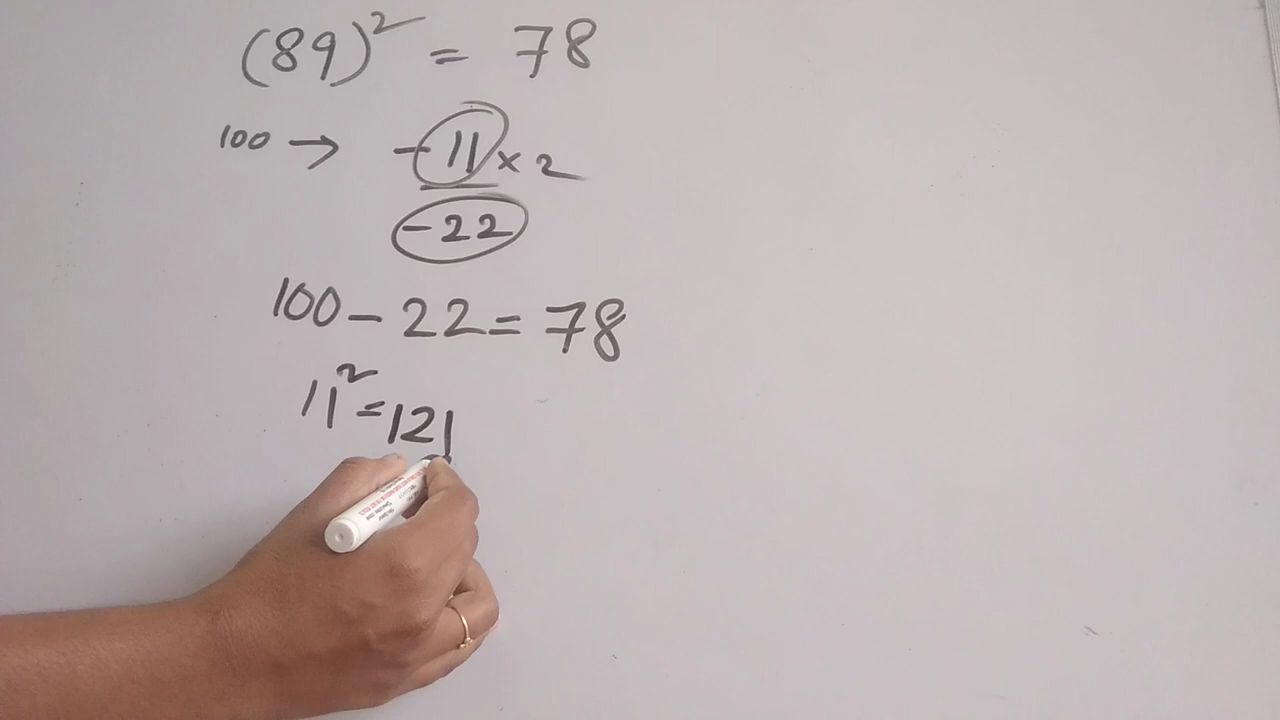 (89)² = 78
100 → -11 × 2
-22
100 - 22 = 78
11² = 121